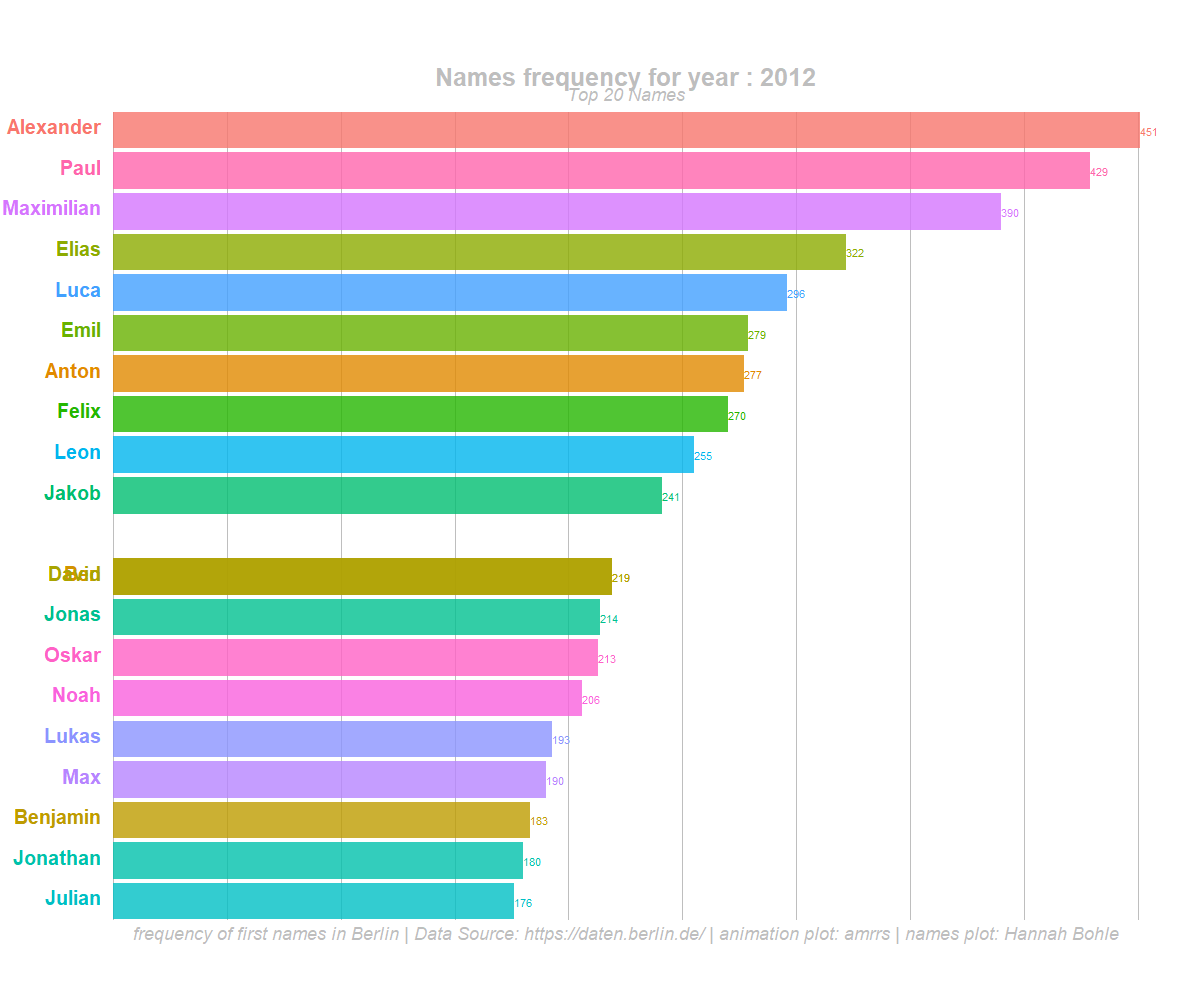 Names frequency for year : 2012
Top 20 Names
Alexander 451
Paul 429
Maximilian 390
Elias 322
Luca 296
Emil 279
Anton 277
Felix 270
Leon 255
Jakob 241
David Ben 219
Jonas 214
Oskar 213
Noah 206
Lukas 193
Max 190
Benjamin 183
Jonathan 180
Julian 176
frequency of first names in Berlin | Data Source: https://daten.berlin.de/ | animation plot: amrrs | names plot: Hannah Bohle